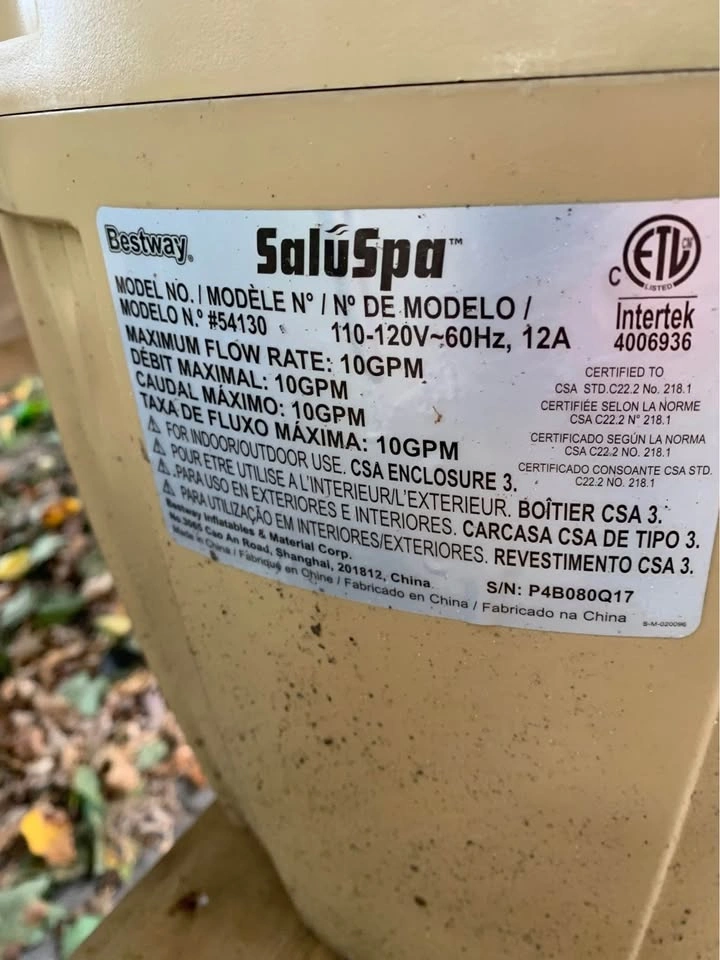 Bestway®
SalûSpa™
MODEL NO. / MODÈLE N° / Nº DE MODELO /
MODELO N.º #54130
110-120V~60Hz, 12A
MAXIMUM FLOW RATE: 10GPM
DÉBIT MAXIMAL: 10GPM
CAUDAL MÁXIMO: 10GPM
TAXA DE FLUXO MÁXIMA: 10GPM
C ETL CM
LISTED
Intertek
4006936
CERTIFIED TO
CSA STD.C22.2 No. 218.1
CERTIFIÉE SELON LA NORME
CSA C22.2 N° 218.1
CERTIFICADO SEGÚN LA NORMA
CSA C22.2 NO. 218.1
CERTIFICADO CONSOANTE CSA STD.
C22.2 NO. 218.1
FOR INDOOR/OUTDOOR USE. CSA ENCLOSURE 3.
POUR ETRE UTILISE A L'INTERIEUR/L'EXTERIEUR. BOÎTIER CSA 3.
PARA USO EN EXTERIORES E INTERIORES. CARCASA CSA DE TIPO 3.
PARA UTILIZAÇÃO EM INTERIORES/EXTERIORES. REVESTIMENTO CSA 3.
Bestway Inflatables & Material Corp.
No.3065 Cao An Road, Shanghai, 201812, China
Made in China / Fabriqué en Chine / Fabricado en China / Fabricado na China
S/N: P4B080Q17
S-M-020096